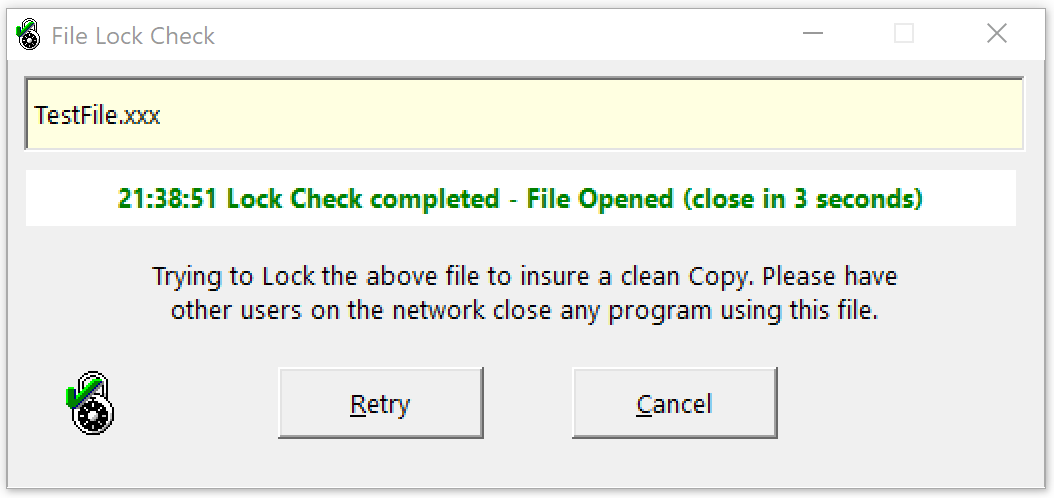 File Lock Check
TestFile.xxx
21:38:51 Lock Check completed - File Opened (close in 3 seconds)
Trying to Lock the above file to insure a clean Copy. Please have
other users on the network close any program using this file.
Retry
Cancel